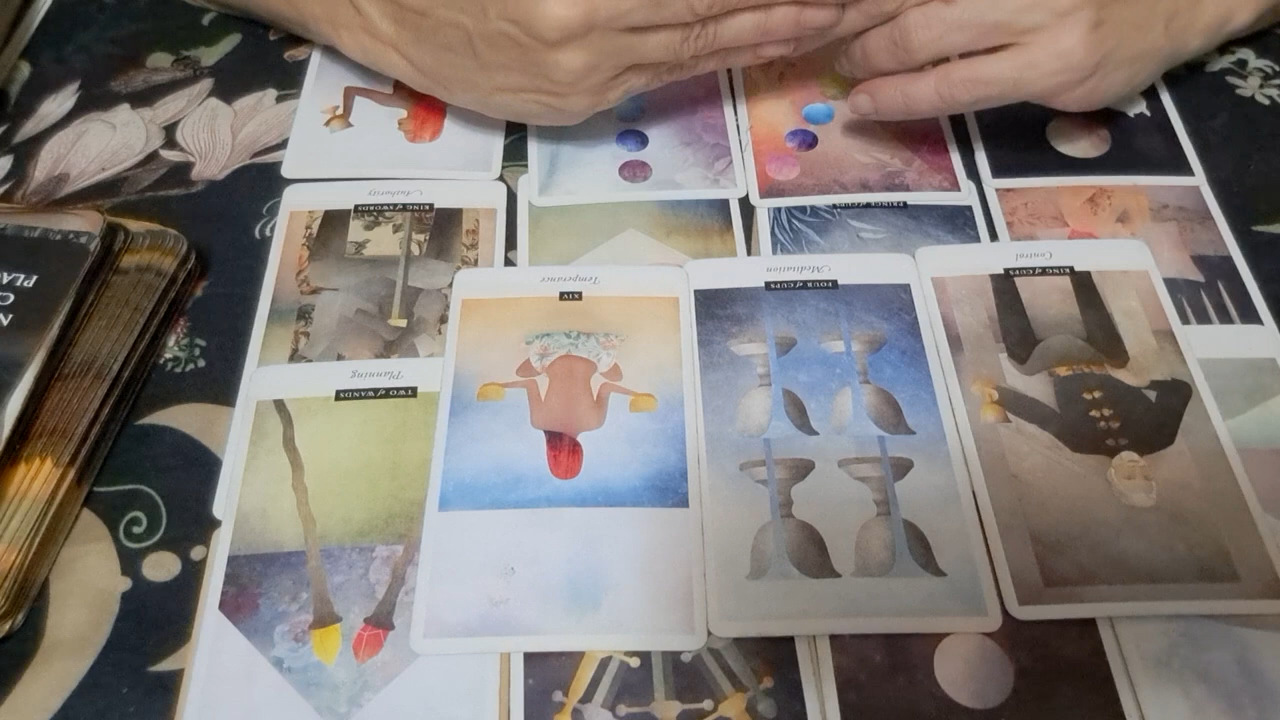 Authority
KING of SWORDS
PRINCE of CUPS
Control
KING of CUPS
Meditation
FOUR of CUPS
Temperance
XIV
Planning
TWO of WANDS